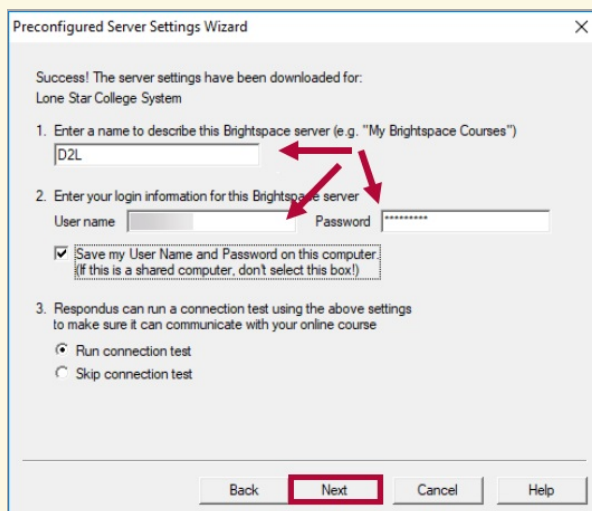 Preconfigured Server Settings Wizard
Success! The server settings have been downloaded for:
Lone Star College System
1. Enter a name to describe this Brightspace server (e.g. "My Brightspace Courses")
D2L
2. Enter your login information for this Brightspace server
User name Password *********
Save my User Name and Password on this computer.
(If this is a shared computer, don't select this box!)
3. Respondus can run a connection test using the above settings
to make sure it can communicate with your online course
Run connection test
Skip connection test
Back Next Cancel Help